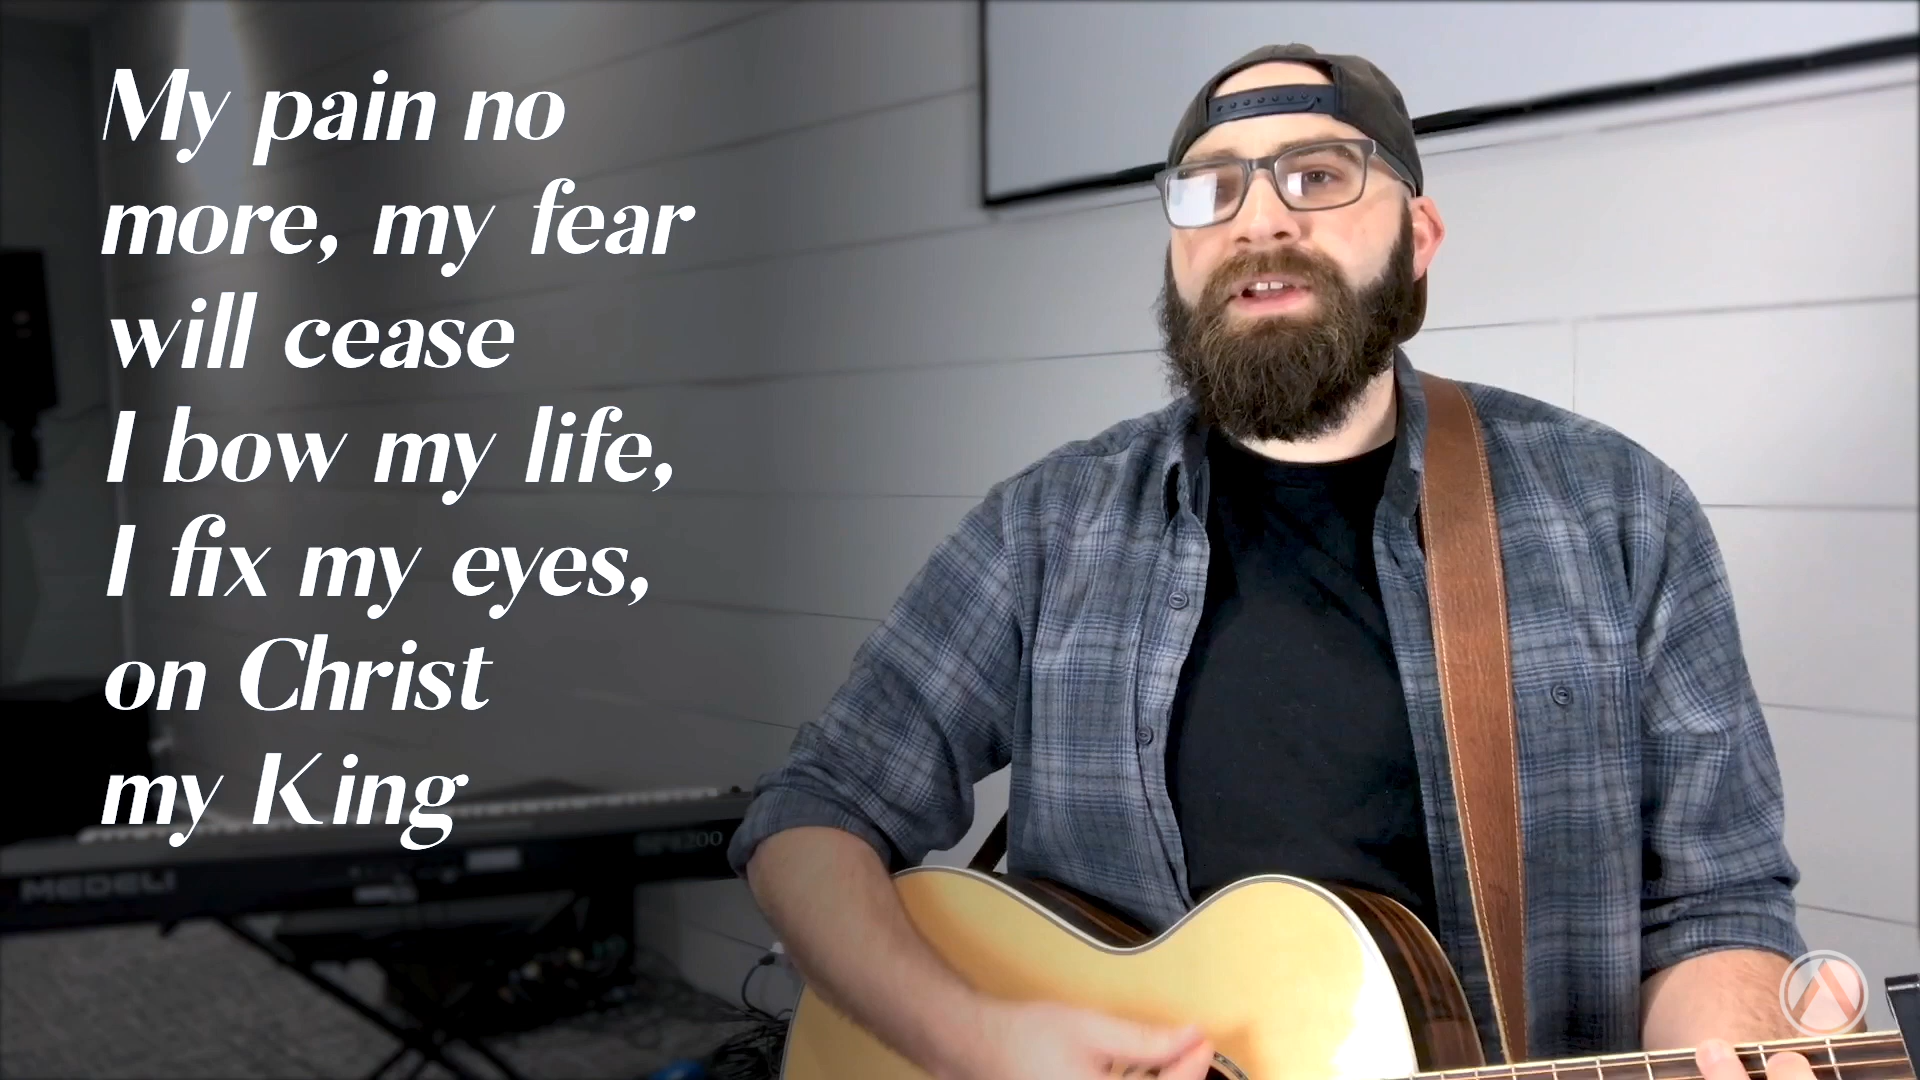 My pain no
more, my fear
will cease
I bow my life,
I fix my eyes,
on Christ
my King
MEDELI
SP4200